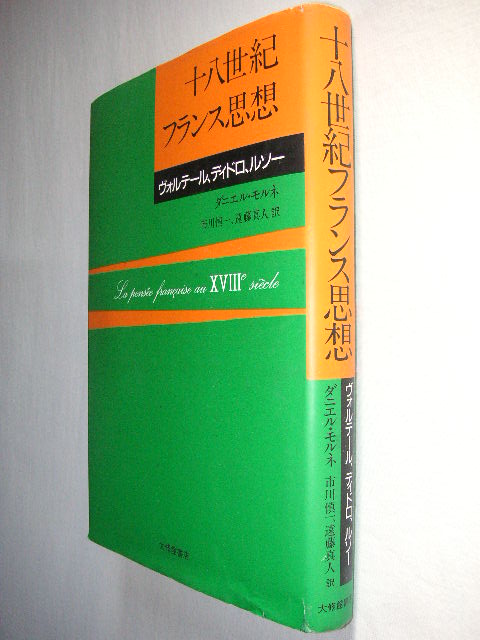 十八世紀
フランス思想
ヴォルテール、ディドロ、ルソー
ダニエル・モルネ
市川慎一、遠藤真人 訳
La pensée française au XVIIIe siècle
大修館書店
十八世紀フランス思想
ヴォルテール、ディドロ、ルソー
ダニエル・モルネ 市川慎一、遠藤真人 訳
大修館書